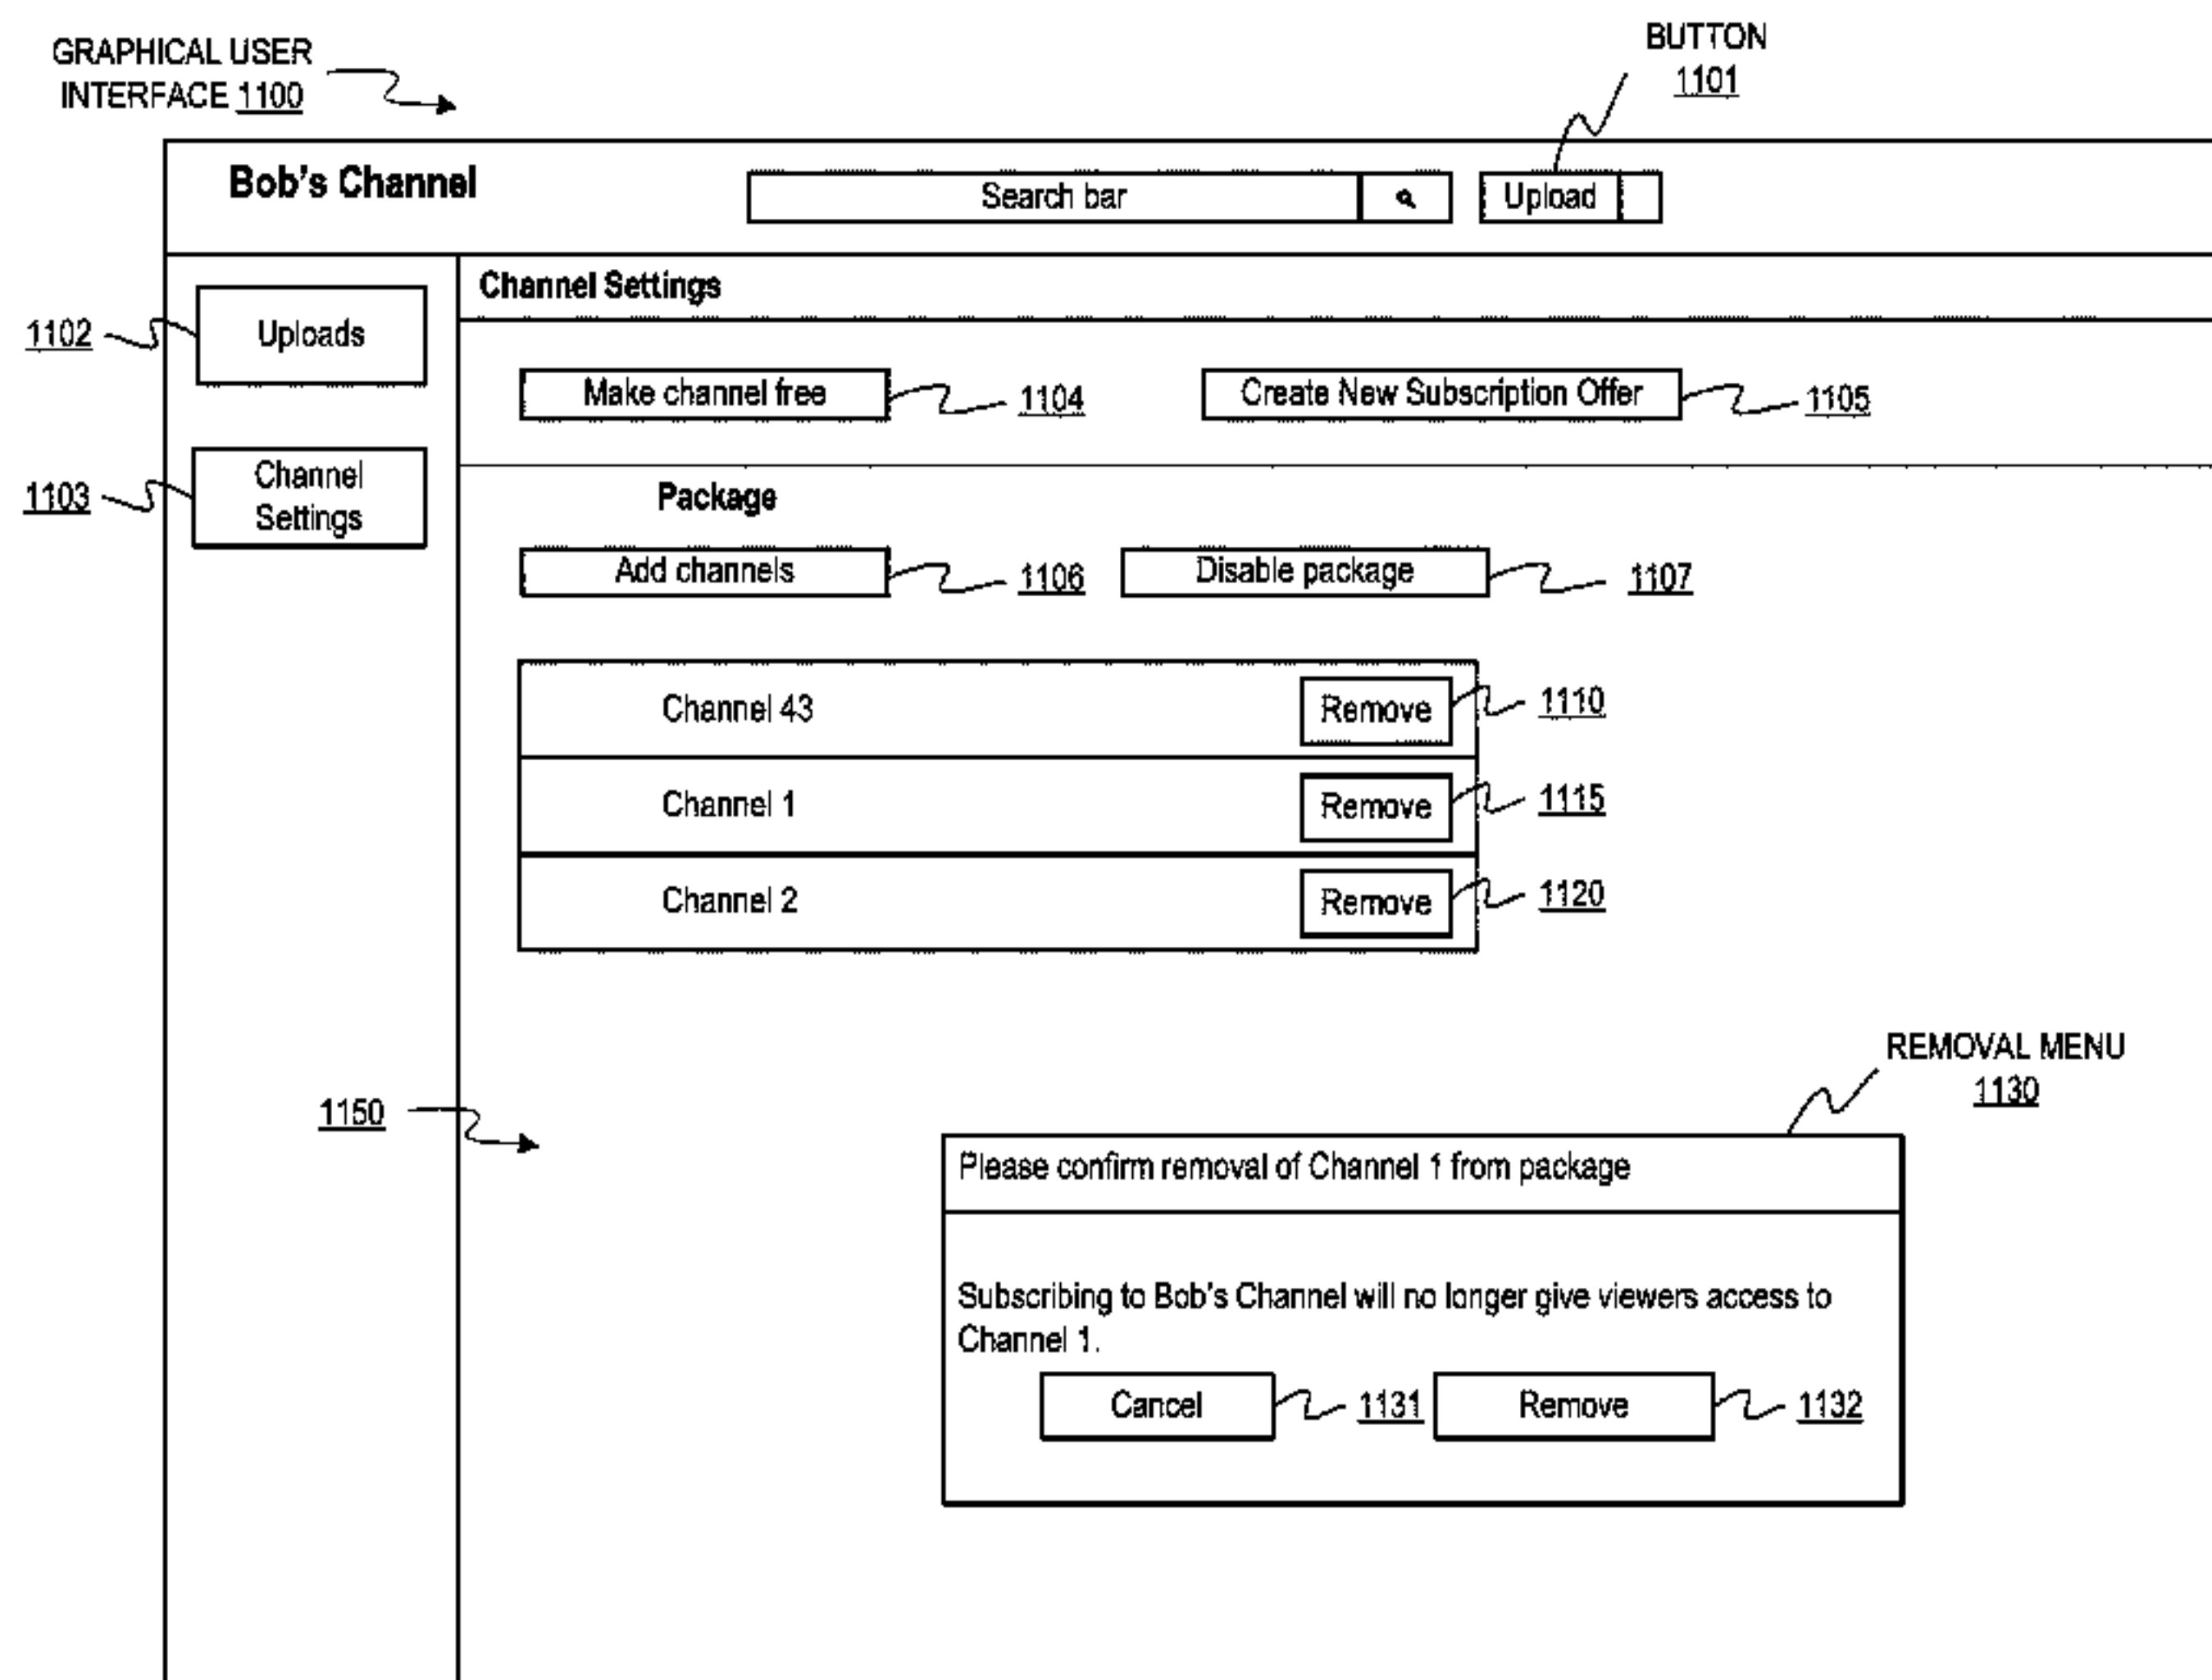 GRAPHICAL USER
INTERFACE 1100
BUTTON
1101
Bob's Channel
Search bar
Upload
Channel Settings
1102
Uploads
Make channel free
1104
Create New Subscription Offer
1105
1103
Channel
Settings
Package
Add channels
1106
Disable package
1107
Channel 43
Remove
1110
Channel 1
Remove
1115
Channel 2
Remove
1120
REMOVAL MENU
1130
1150
Please confirm removal of Channel 1 from package
Subscribing to Bob's Channel will no longer give viewers access to
Channel 1.
Cancel
1131
Remove
1132